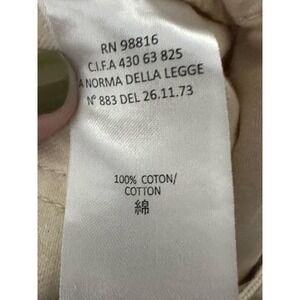 RN 98816
C.I.F.A 430 63 825
A NORMA DELLA LEGGE
N° 883 DEL 26.11.73
100% COTON/
COTTON
綿